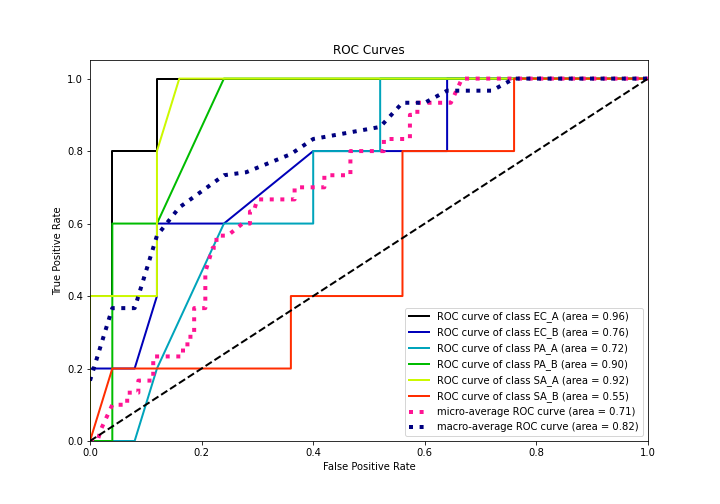 ROC Curves
1.0
0.8
0.6
0.4
0.2
0.0
True Positive Rate
0.0 0.2 0.4 0.6 0.8 1.0
False Positive Rate
ROC curve of class EC_A (area = 0.96)
ROC curve of class EC_B (area = 0.76)
ROC curve of class PA_A (area = 0.72)
ROC curve of class PA_B (area = 0.90)
ROC curve of class SA_A (area = 0.92)
ROC curve of class SA_B (area = 0.55)
micro-average ROC curve (area = 0.71)
macro-average ROC curve (area = 0.82)